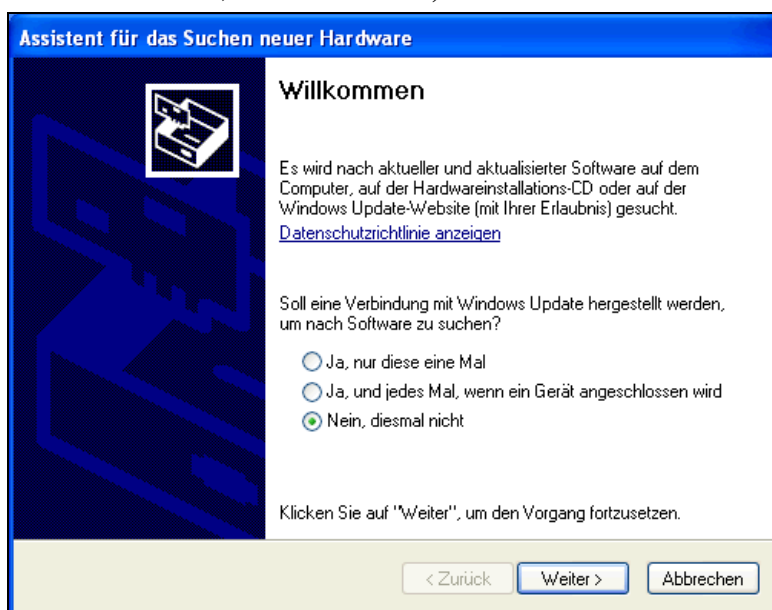 Assistent für das Suchen neuer Hardware
Willkommen
Es wird nach aktueller und aktualisierter Software auf dem
Computer, auf der Hardwareinstallations-CD oder auf der
Windows Update-Website (mit Ihrer Erlaubnis) gesucht.
Datenschutzrichtlinie anzeigen
Soll eine Verbindung mit Windows Update hergestellt werden,
um nach Software zu suchen?
Ja, nur diese eine Mal
Ja, und jedes Mal, wenn ein Gerät angeschlossen wird
Nein, diesmal nicht
Klicken Sie auf "Weiter", um den Vorgang fortzusetzen.
< Zurück Weiter > Abbrechen